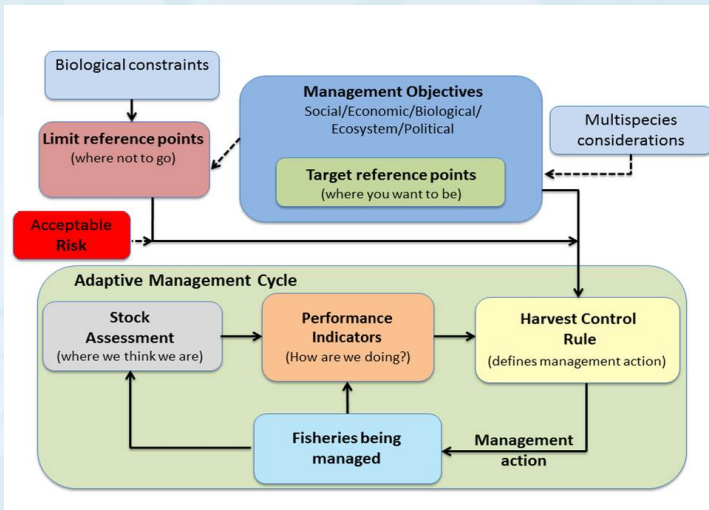 Biological constraints
Limit reference points
(where not to go)
Acceptable
Risk
Management Objectives
Social/Economic/Biological/
Ecosystem/Political
Target reference points
(where you want to be)
Multispecies
considerations
Adaptive Management Cycle
Stock
Assessment
(where we think we are)
Performance
Indicators
(How are we doing?)
Harvest Control
Rule
(defines management action)
Fisheries being
managed
Management
action